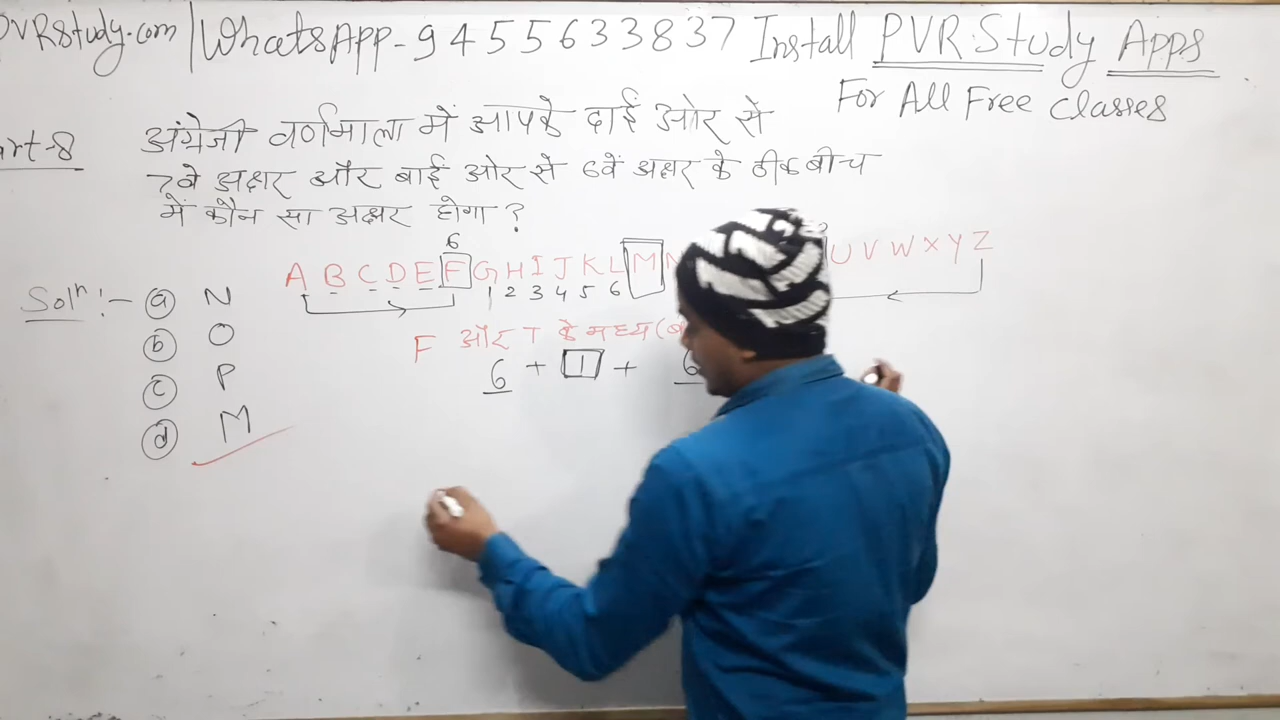 PVRStudy.com | WhatsApp-9455633837 Install PVR Study Apps
For All Free Classes
अंग्रेजी वर्णमाला में आपके दाईं ओर से
7वे अक्षर और बाईं ओर से 6वें अक्षर के ठीक बीच
में कौन सा अक्षर होगा ?
6
A B C D E F G H I J K L M U V W X Y Z
1 2 3 4 5 6
Solⁿ:- (a) N
(b) O
(c) P
(d) M
F और T के मध्य
6 + 1 + 6